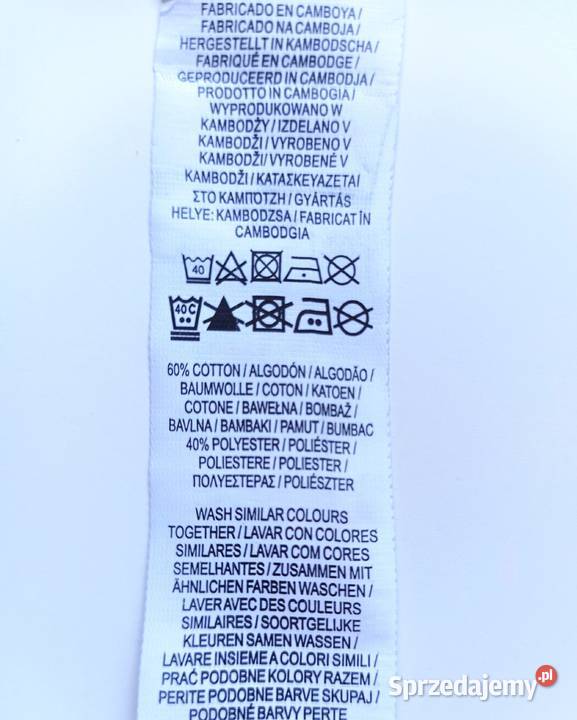 FABRICADO EN CAMBOYA /
FABRICADO NA CAMBOJA /
HERGESTELLT IN KAMBODSCHA /
FABRIQUÉ EN CAMBODGE /
GEPRODUCEERD IN CAMBODJA /
PRODOTTO IN CAMBOGIA /
WYPRODUKOWANO W
KAMBODŻY / IZDELANO V
KAMBODŽI / VYROBENO V
KAMBODŽI / VYROBENÉ V
KAMBODŽI / ΚΑΤΑΣΚΕΥΑΖΕΤΑΙ
ΣΤΟ ΚΑΜΠΟΤΖΗ / GYÁRTÁS
HELYE: KAMBODZSA / FABRICAT ÎN
CAMBODGIA
40
40 C
60% COTTON / ALGODÓN / ALGODÃO /
BAUMWOLLE / COTON / KATOEN /
COTONE / BAWEŁNA / BOMBAŽ /
BAVLNA / BAMBAKI / PAMUT / BUMBAC
40% POLYESTER / POLIÉSTER /
POLIESTERE / POLIESTER /
ΠΟΛΥΕΣΤΕΡΑΣ / POLIÉSZTER
WASH SIMILAR COLOURS
TOGETHER / LAVAR CON COLORES
SIMILARES / LAVAR COM CORES
SEMELHANTES / ZUSAMMEN MIT
ÄHNLICHEN FARBEN WASCHEN /
LAVER AVEC DES COULEURS
SIMILAIRES / SOORTGELIJKE
KLEUREN SAMEN WASSEN /
LAVARE INSIEME A COLORI SIMILI /
PRAĆ PODOBNE KOLORY RAZEM /
PERITE PODOBNE BARVE SKUPAJ /
PODOBNÉ BARVY PERTE
Sprzedajemy.pl